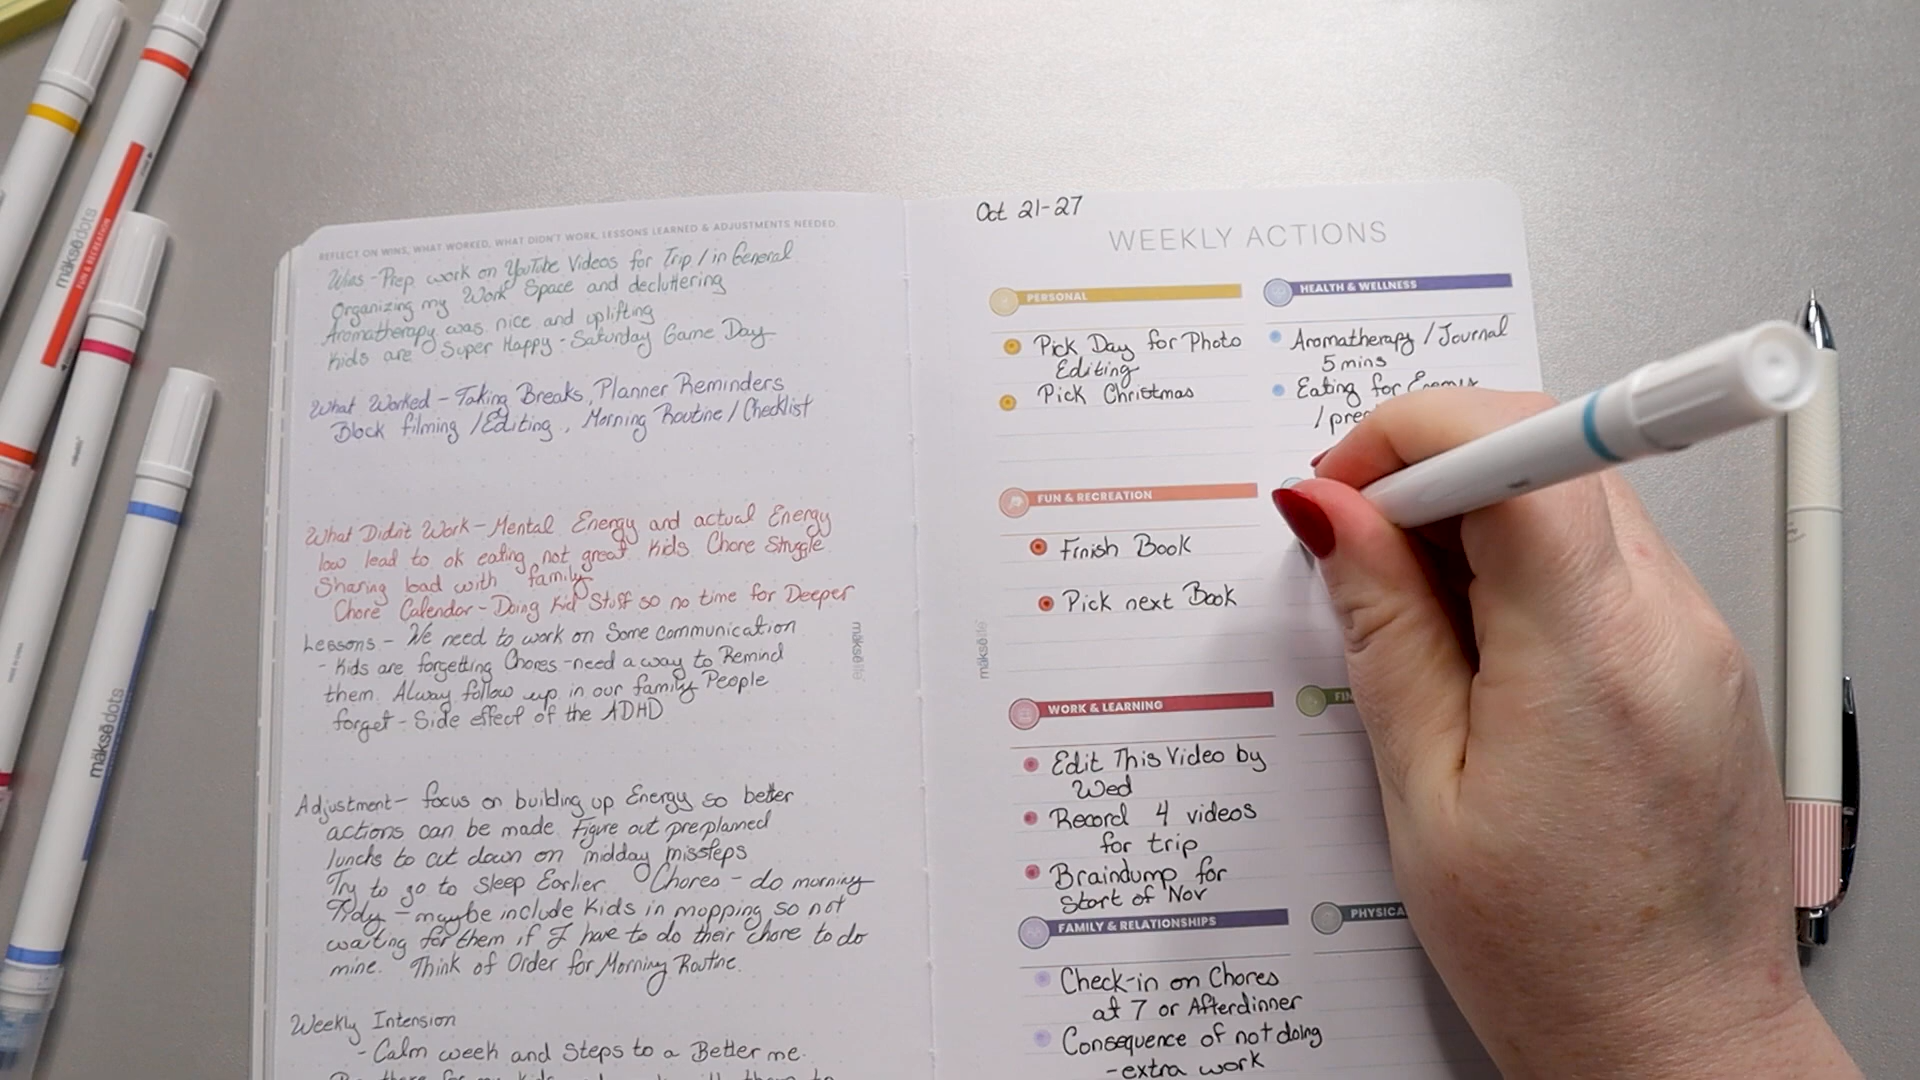 REFLECT ON WINS, WHAT WORKED, WHAT DIDN'T WORK, LESSONS LEARNED & ADJUSTMENTS NEEDED.
Wins - Prep work on YouTube Videos for Trip / in General
Organizing my Work Space and decluttering
Aromatherapy was nice and uplifting
Kids are Super Happy - Saturday Game Day
What Worked - Taking Breaks, Planner Reminders
Block filming / Editing, Morning Routine / Checklist
What Didn't Work - Mental Energy and actual Energy
low lead to ok eating not great Kids Chore Struggle
Sharing load with family
Chore Calendar - Doing Kid Stuff so no time for Deeper
Lessons - We need to work on Some communication
- Kids are forgetting Chores - need a way to Remind
them. Alway follow up in our family People
forget - Side effect of the ADHD
Adjustment - focus on building up Energy so better
actions can be made. Figure out preplanned
lunchs to cut down on midday missteps
Try to go to Sleep Earlier. Chores - do morning
Tidy - maybe include Kids in mopping so not
waiting for them if I have to do their chore to do
mine. Think of Order for Morning Routine.
Weekly Intension
- Calm week and Steps to a Better me.
mäksēlife
Oct 21-27
WEEKLY ACTIONS
PERSONAL
Pick Day for Photo
Editing
Pick Christmas
HEALTH & WELLNESS
Aromatherapy / Journal
5 mins
Eating for Energy
FUN & RECREATION
Finish Book
Pick next Book
mäksēlife
WORK & LEARNING
Edit This Video by
Wed
Record 4 videos
for trip
Braindump for
Start of Nov
FAMILY & RELATIONSHIPS
Check-in on Chores
at 7 or After dinner
Consequence of not doing
- extra work
PHYSICA
mäksēdots
FUN & RECREATION
mäksēdots